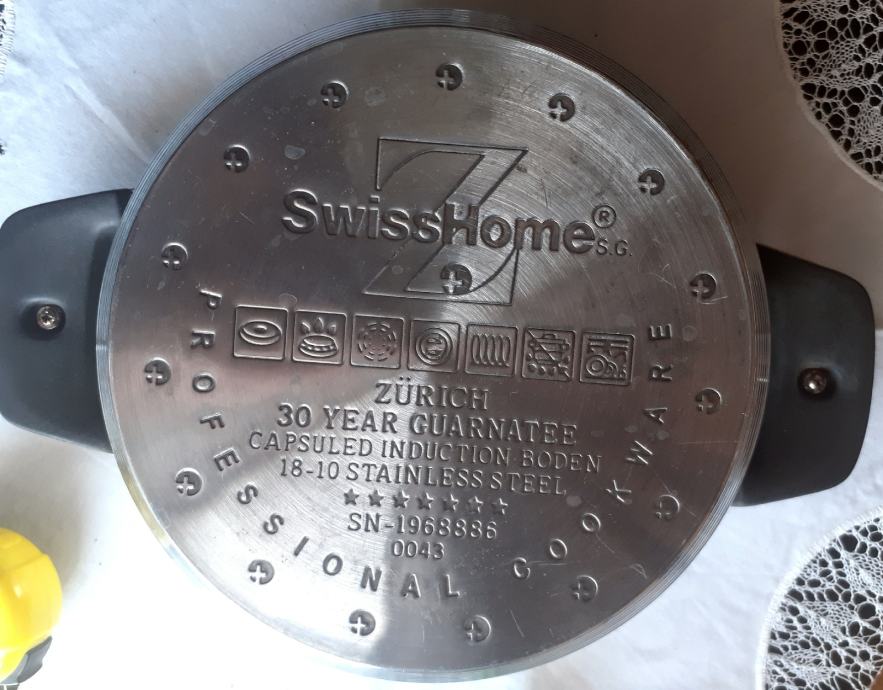 Z
SwissHome®
S.G.
ZÜRICH
30 YEAR GUARNATEE
CAPSULED INDUCTION BODEN
18-10 STAINLESS STEEL
SN-1968886
0043
PROFESSIONAL COOKWARE